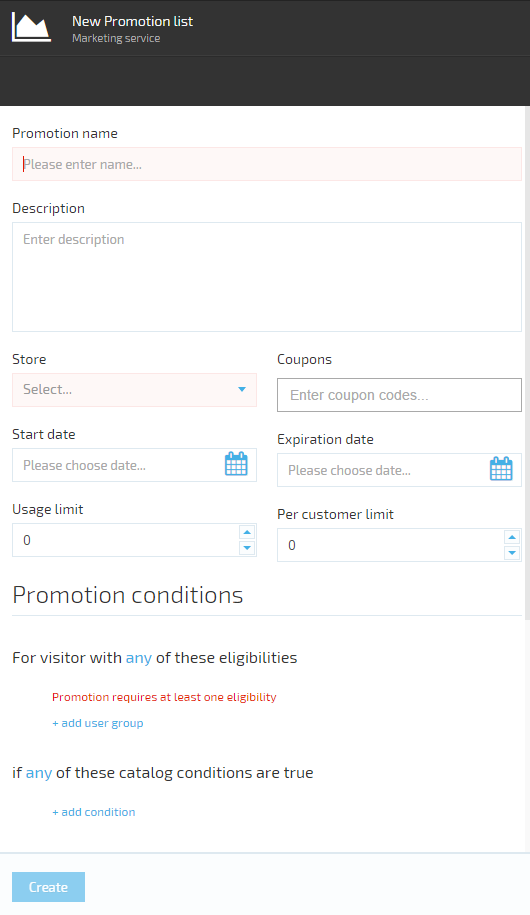 New Promotion list
Marketing service
Promotion name
Please enter name...
Description
Enter description
Store
Coupons
Select...
Enter coupon codes...
Start date
Expiration date
Please choose date...
Please choose date...
Usage limit
Per customer limit
0
0
Promotion conditions
For visitor with any of these eligibilities
Promotion requires at least one eligibility
+ add user group
if any of these catalog conditions are true
+ add condition
Create